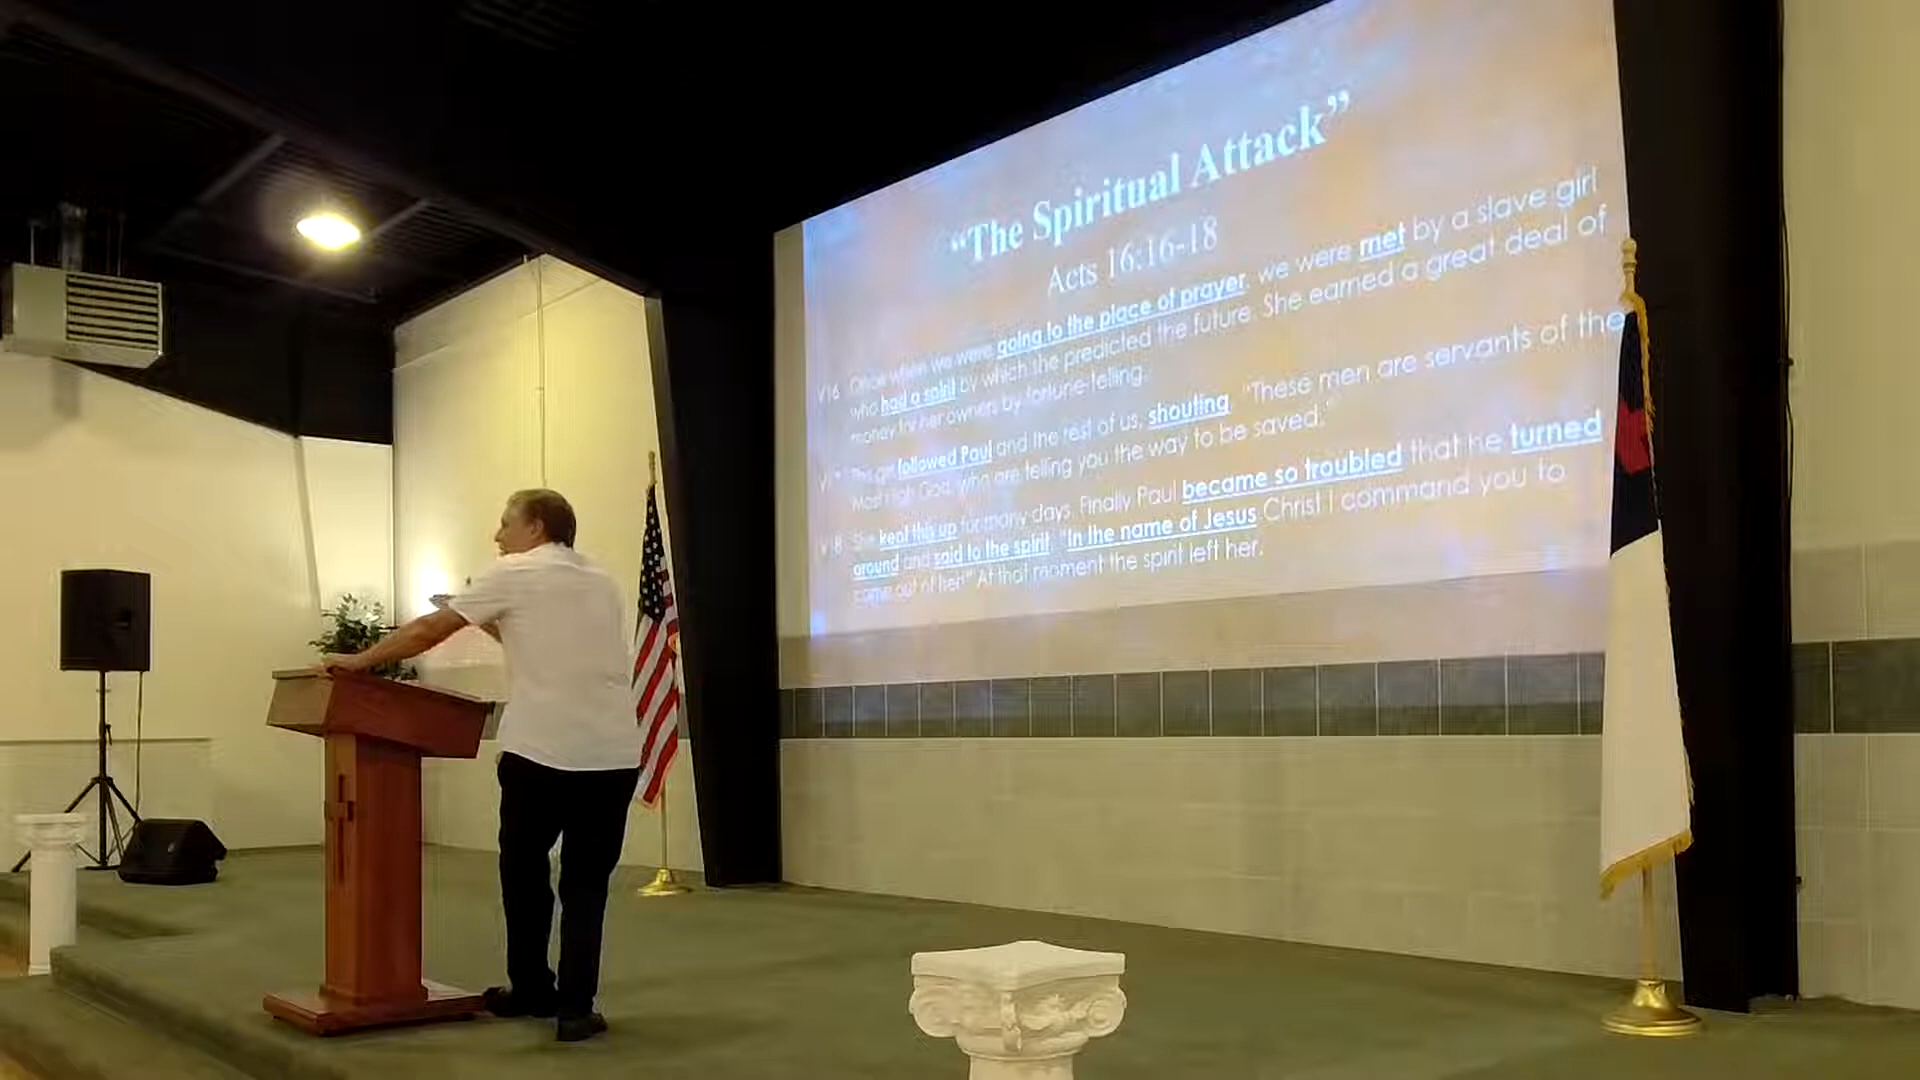 “The Spiritual Attack”
Acts 16:16-18
V16 Once when we were going to the place of prayer, we were met by a slave girl
who had a spirit by which she predicted the future. She earned a great deal of
money for her owners by fortune-telling.
This girl followed Paul and the rest of us, shouting, “These men are servants of the
Most High God, who are telling you the way to be saved.”
She kept this up for many days. Finally Paul became so troubled that he turned
around and said to the spirit, “In the name of Jesus Christ I command you to
come out of her!” At that moment the spirit left her.